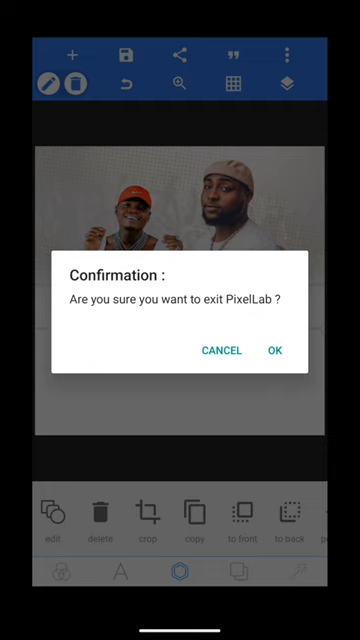 Confirmation :
Are you sure you want to exit PixelLab ?
CANCEL
OK
edit
delete
crop
copy
to front
to back